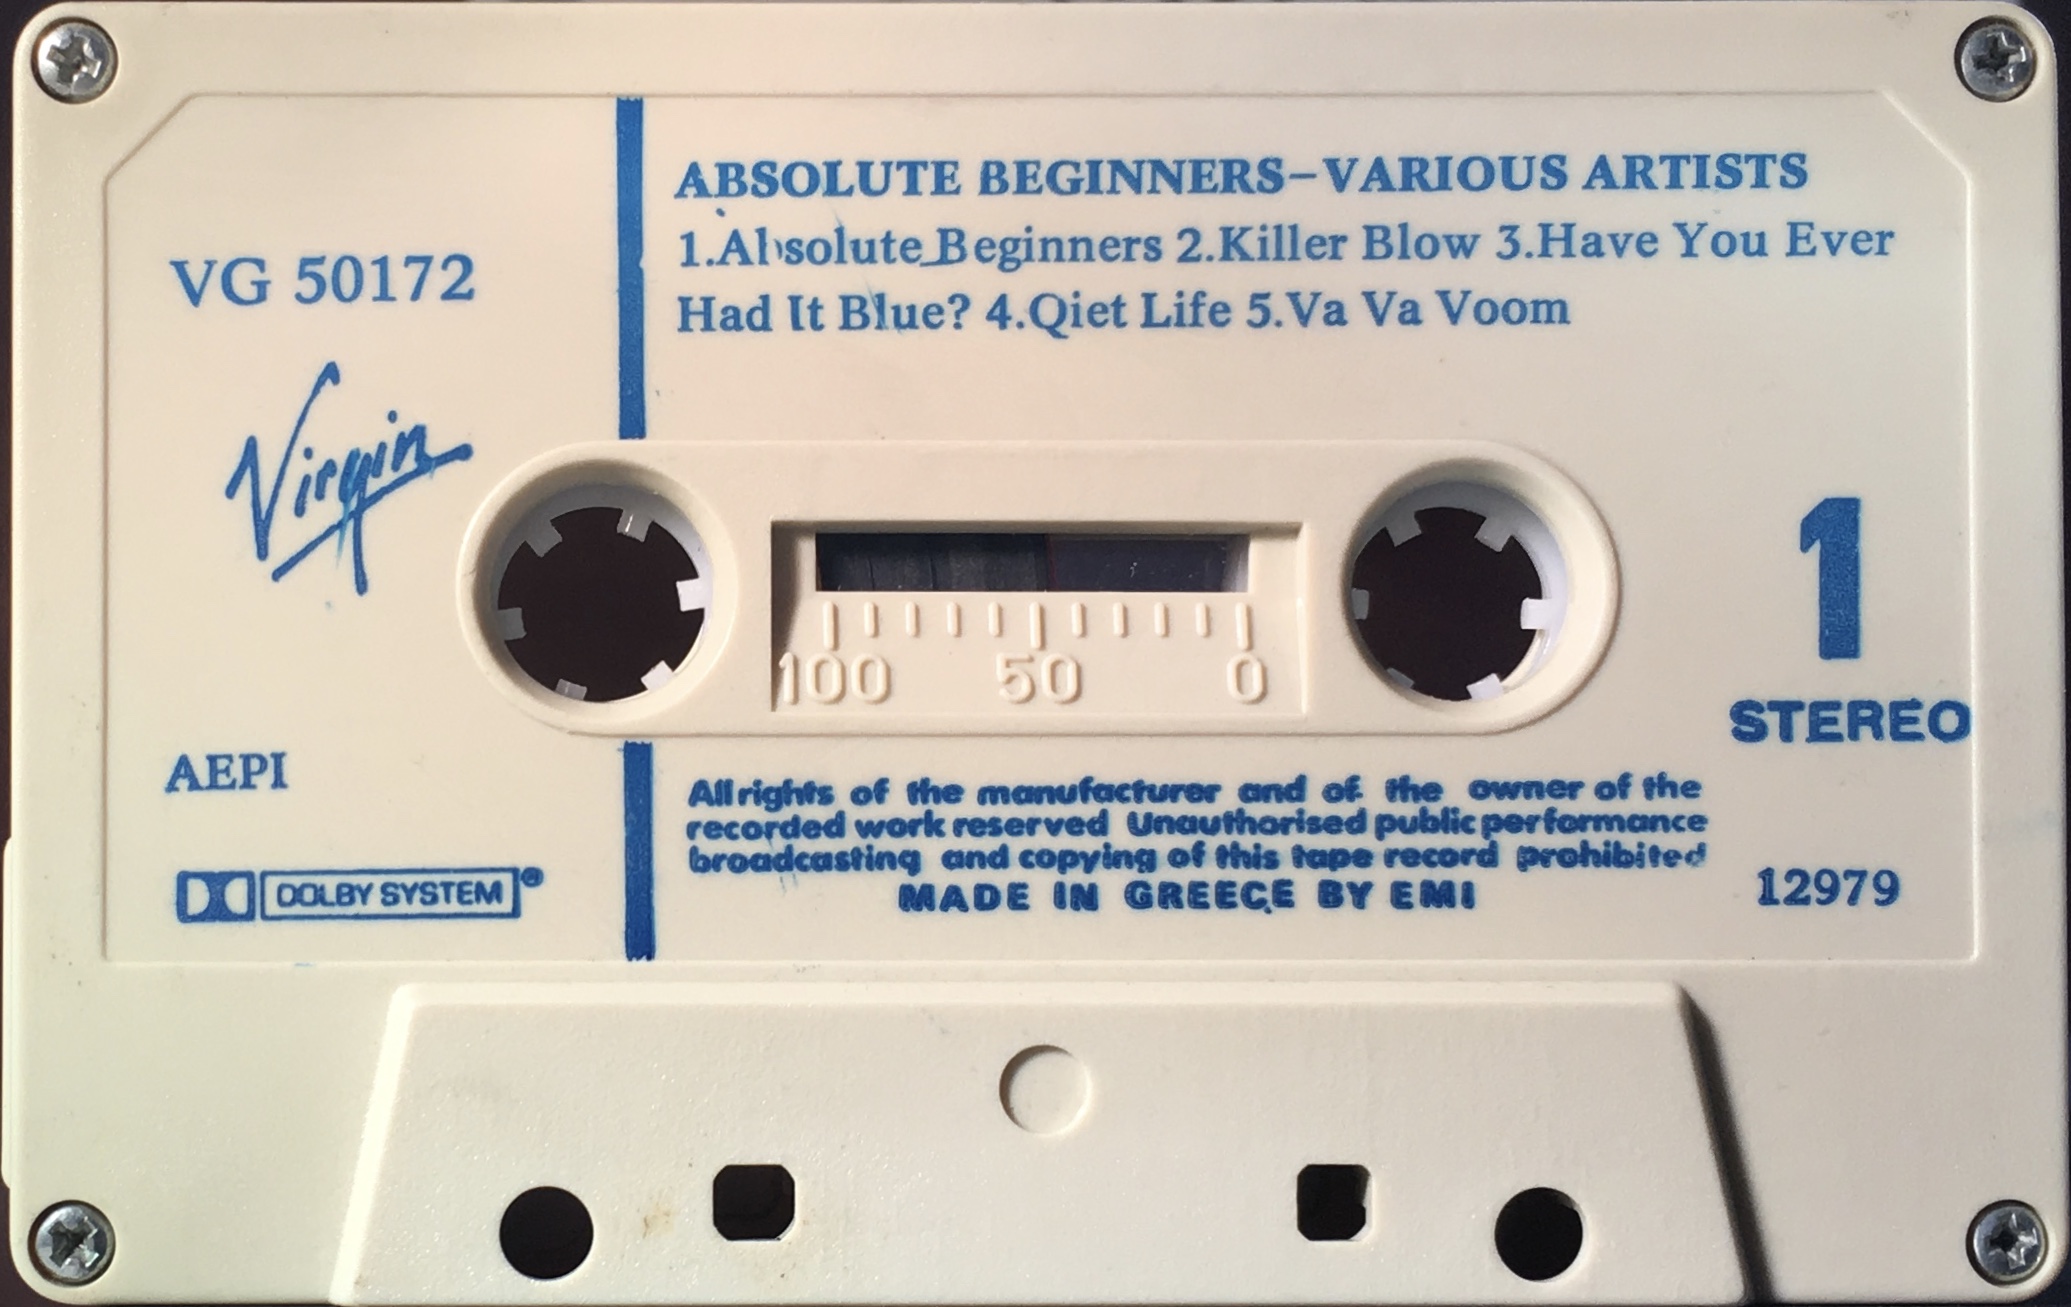 ABSOLUTE BEGINNERS–VARIOUS ARTISTS
1.Absolute Beginners 2.Killer Blow 3.Have You Ever
Had It Blue? 4.Qiet Life 5.Va Va Voom
VG 50172
Virgin
100 50 0
1
STEREO
AEPI
DOLBY SYSTEM®
All rights of the manufacturer and of the owner of the
recorded work reserved Unauthorised public performance
broadcasting and copying of this tape record prohibited
MADE IN GREECE BY EMI
12979